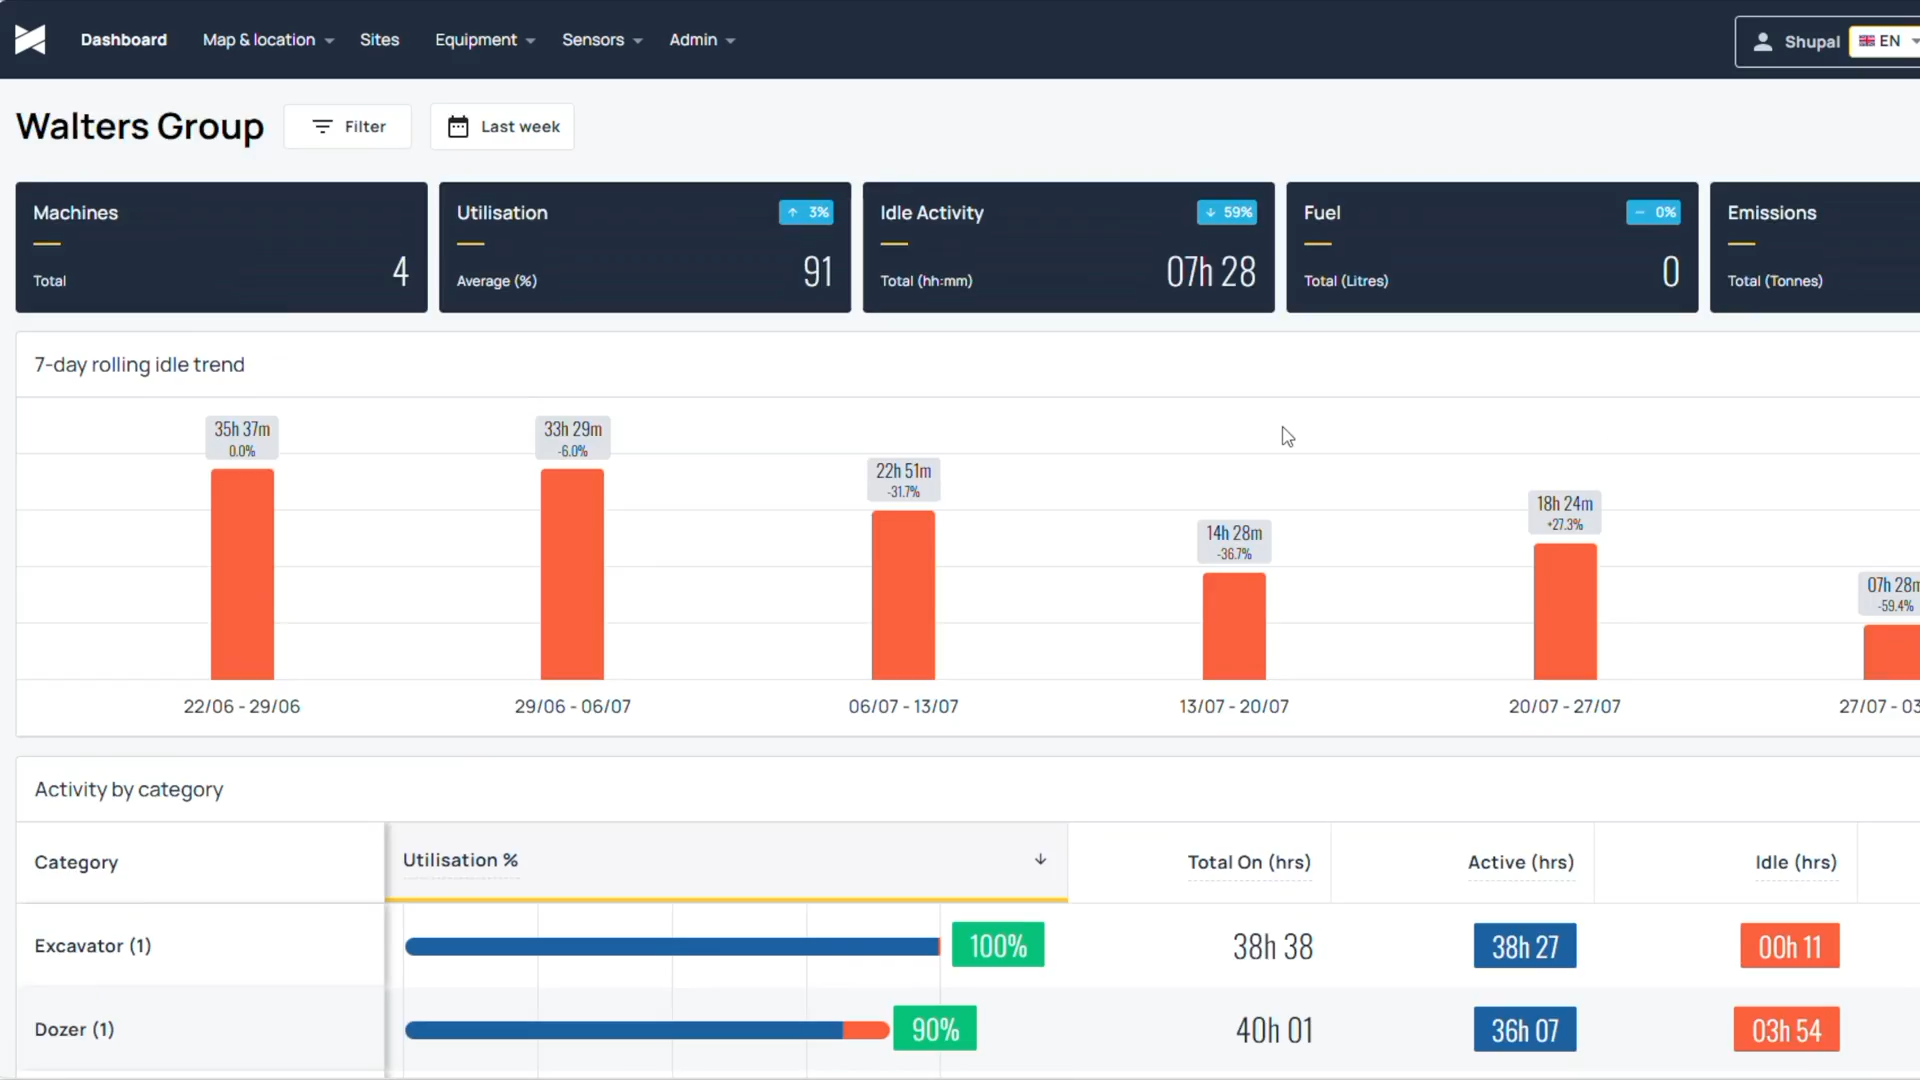 Dashboard Map & location Sites Equipment Sensors Admin Shupal EN
Walters Group Filter Last week
Machines
Total 4
Utilisation 3%
Average (%) 91
Idle Activity 59%
Total (hh:mm) 07h 28
Fuel 0%
Total (Litres) 0
Emissions
Total (Tonnes)
7-day rolling idle trend
35h 37m
0.0%
33h 29m
-6.0%
22h 51m
-31.7%
14h 28m
-36.7%
18h 24m
+27.3%
07h 28m
-59.4%
22/06 - 29/06 29/06 - 06/07 06/07 - 13/07 13/07 - 20/07 20/07 - 27/07 27/07 - 03
Activity by category
Category Utilisation % Total On (hrs) Active (hrs) Idle (hrs)
Excavator (1) 100% 38h 38 38h 27 00h 11
Dozer (1) 90% 40h 01 36h 07 03h 54